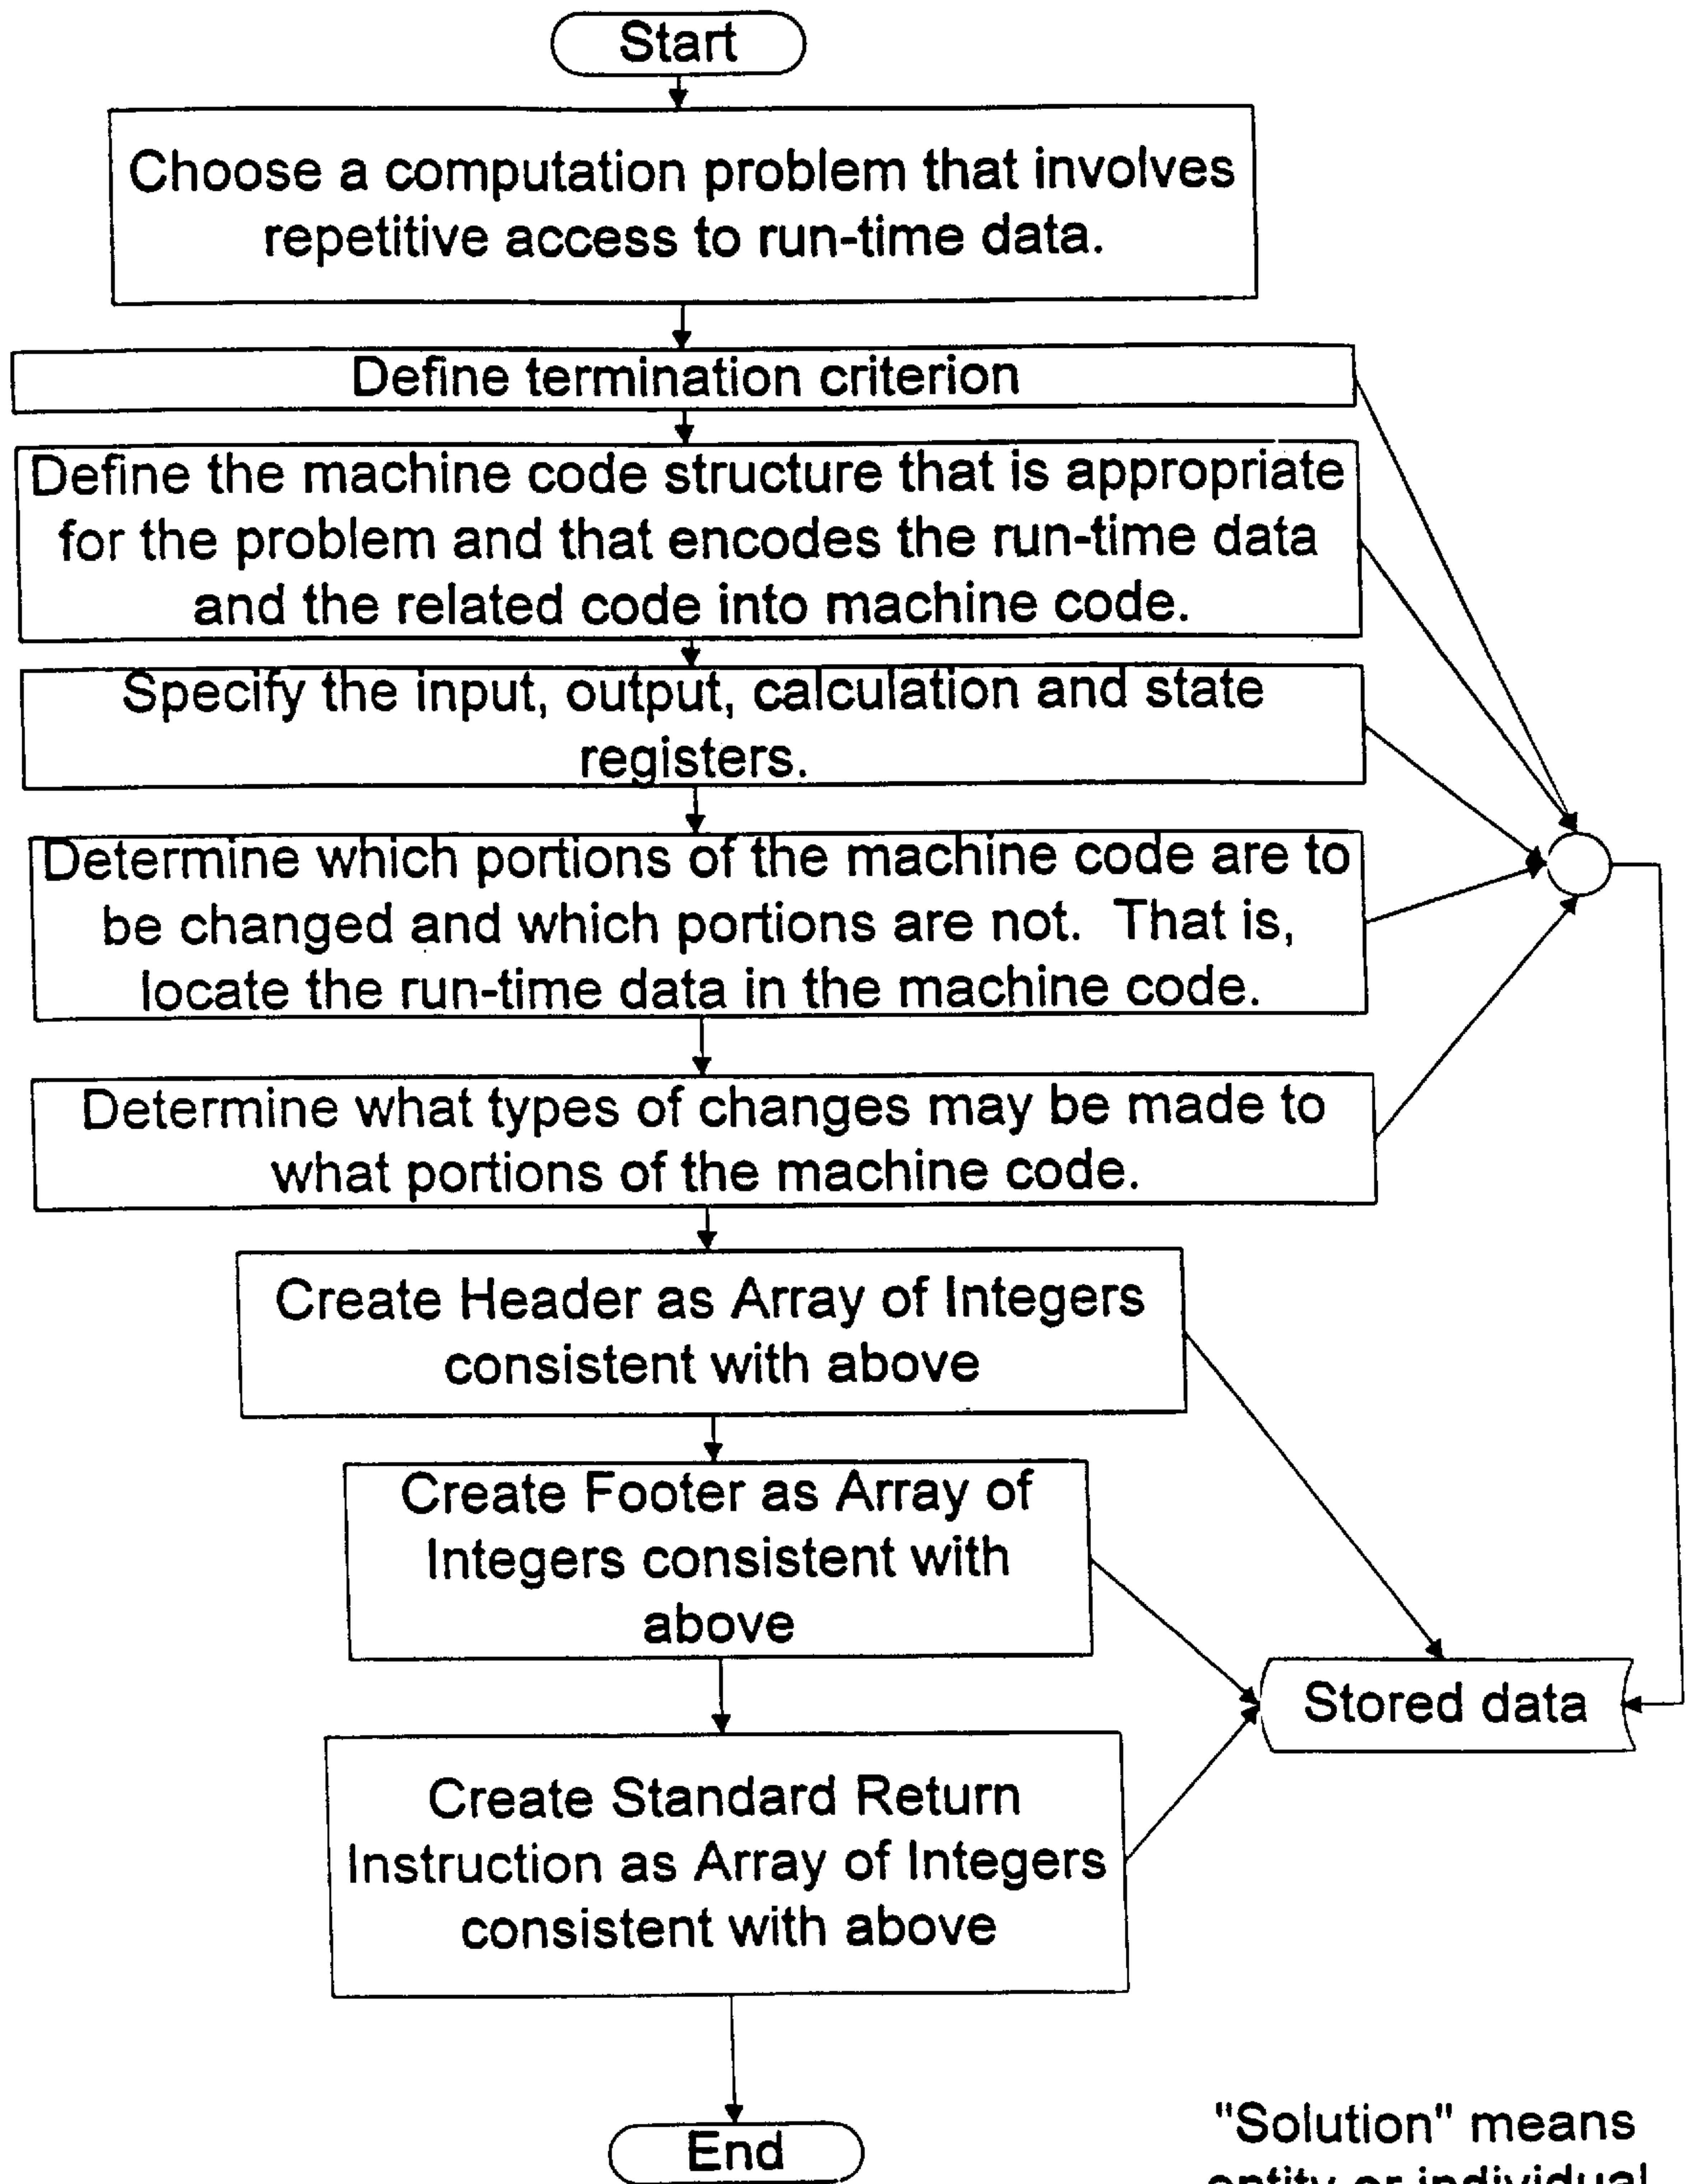 Start
Choose a computation problem that involves
repetitive access to run-time data.
Define termination criterion
Define the machine code structure that is appropriate
for the problem and that encodes the run-time data
and the related code into machine code.
Specify the input, output, calculation and state
registers.
Determine which portions of the machine code are to
be changed and which portions are not. That is,
locate the run-time data in the machine code.
Determine what types of changes may be made to
what portions of the machine code.
Create Header as Array of Integers
consistent with above
Create Footer as Array of
Integers consistent with
above
Stored data
Create Standard Return
Instruction as Array of Integers
consistent with above
End
"Solution" means
entity or individual